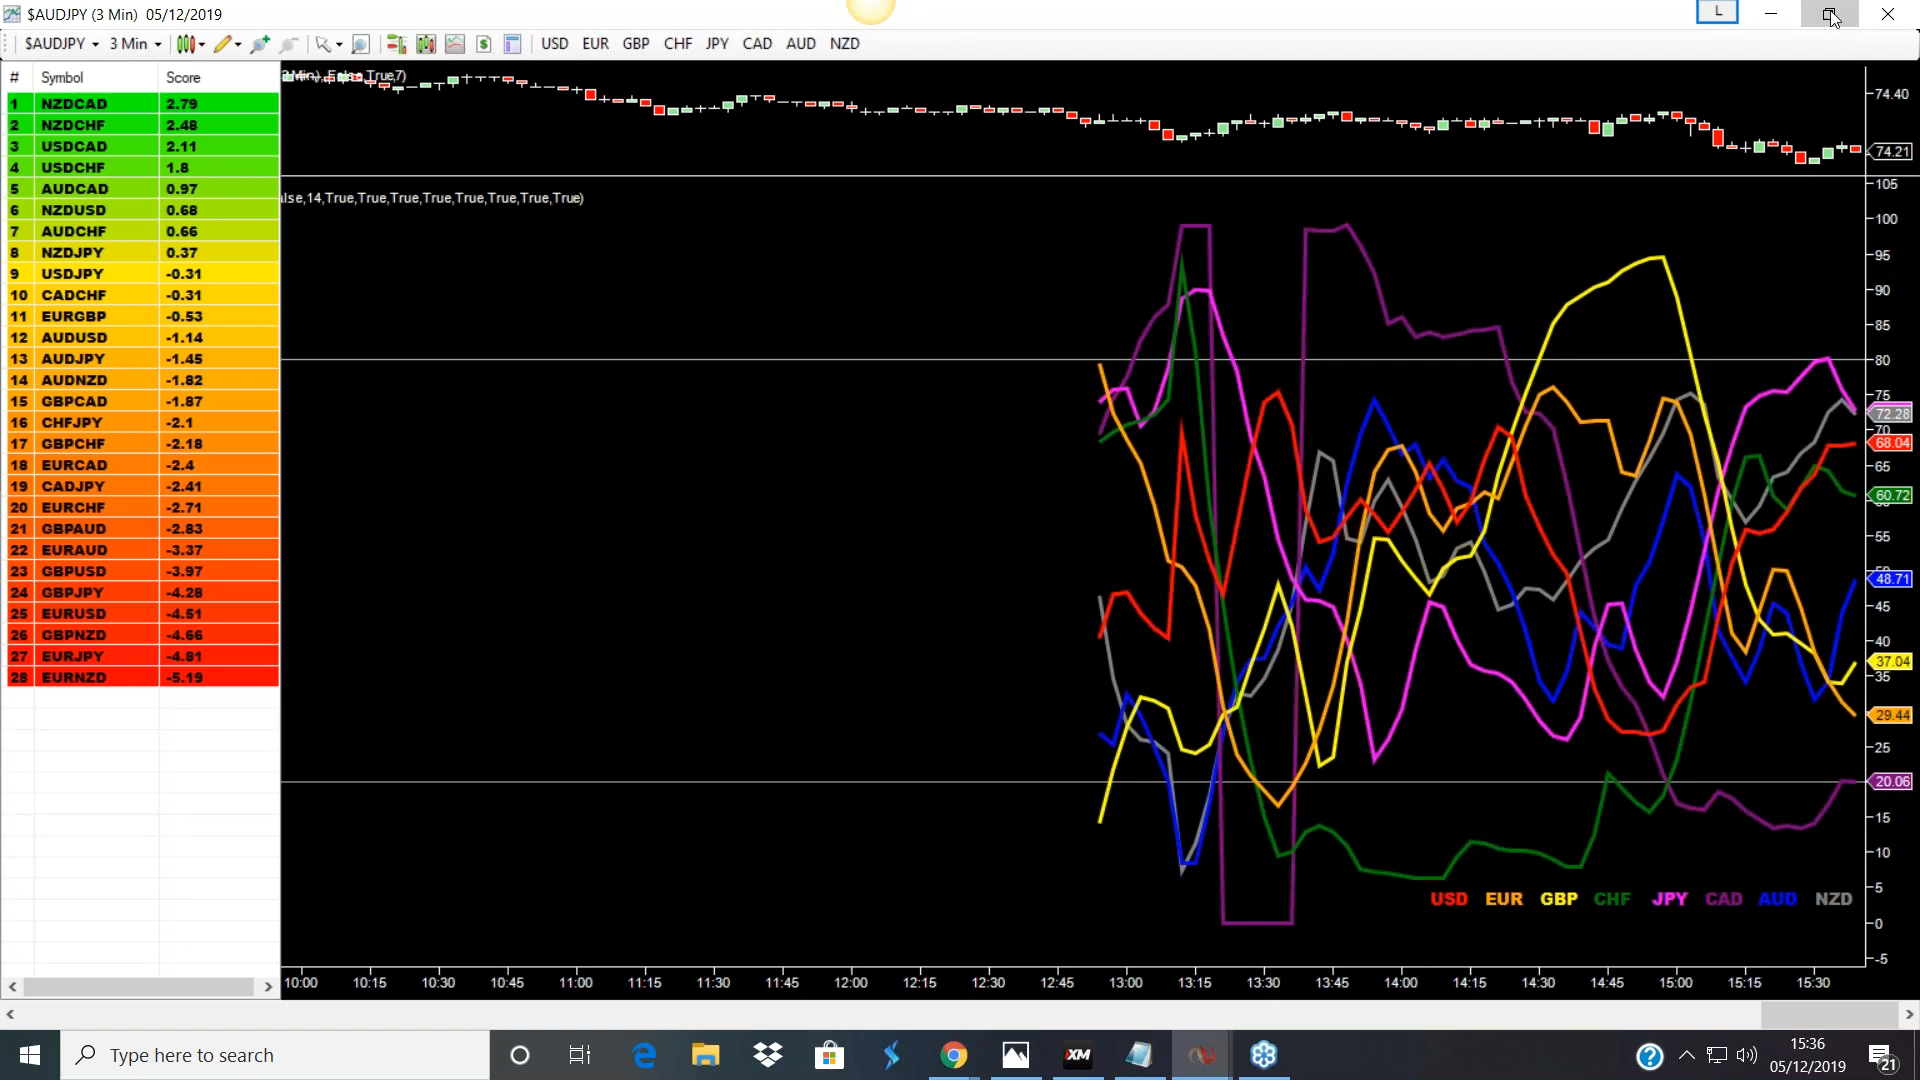 $AUDJPY (3 Min)  05/12/2019
L
$AUDJPY 3 Min USD EUR GBP CHF JPY CAD AUD NZD
# Symbol Score
1 NZDCAD 2.79
2 NZDCHF 2.48
3 USDCAD 2.11
4 USDCHF 1.8
5 AUDCAD 0.97
6 NZDUSD 0.68
7 AUDCHF 0.66
8 NZDJPY 0.37
9 USDJPY -0.31
10 CADCHF -0.31
11 EURGBP -0.53
12 AUDUSD -1.14
13 AUDJPY -1.45
14 AUDNZD -1.82
15 GBPCAD -1.87
16 CHFJPY -2.1
17 GBPCHF -2.18
18 EURCAD -2.4
19 CADJPY -2.41
20 EURCHF -2.71
21 GBPAUD -2.83
22 EURAUD -3.37
23 GBPUSD -3.97
24 GBPJPY -4.28
25 EURUSD -4.51
26 GBPNZD -4.66
27 EURJPY -4.81
28 EURNZD -5.19
Min), False,True,7)
74.40
74.21
lse,14,True,True,True,True,True,True,True,True)
105
100
95
90
85
80
75
72.28
70
68.04
65
60.72
55
48.71
45
40
37.04
35
29.44
25
20.06
15
10
5
0
-5
USD EUR GBP CHF JPY CAD AUD NZD
10:00 10:15 10:30 10:45 11:00 11:15 11:30 11:45 12:00 12:15 12:30 12:45 13:00 13:15 13:30 13:45 14:00 14:15 14:30 14:45 15:00 15:15 15:30
Type here to search
XM
15:36
05/12/2019
21